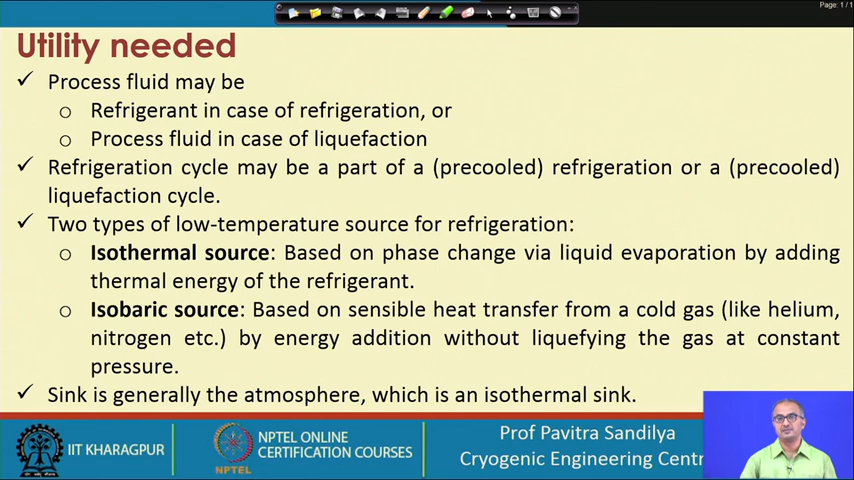 Page: 1 / 1
Utility needed
✓ Process fluid may be
o Refrigerant in case of refrigeration, or
o Process fluid in case of liquefaction
✓ Refrigeration cycle may be a part of a (precooled) refrigeration or a (precooled)
liquefaction cycle.
✓ Two types of low-temperature source for refrigeration:
o Isothermal source: Based on phase change via liquid evaporation by adding
thermal energy of the refrigerant.
o Isobaric source: Based on sensible heat transfer from a cold gas (like helium,
nitrogen etc.) by energy addition without liquefying the gas at constant
pressure.
✓ Sink is generally the atmosphere, which is an isothermal sink.
IIT KHARAGPUR
NPTEL
NPTEL ONLINE
CERTIFICATION COURSES
Prof Pavitra Sandilya
Cryogenic Engineering Centr